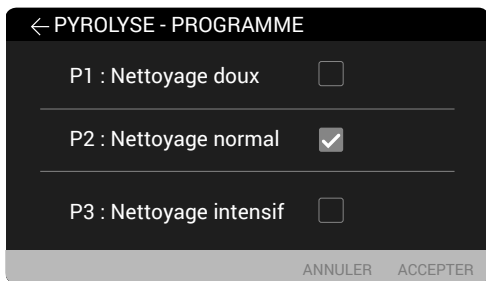 ← PYROLYSE - PROGRAMME
P1 : Nettoyage doux
P2 : Nettoyage normal
P3 : Nettoyage intensif
ANNULER ACCEPTER